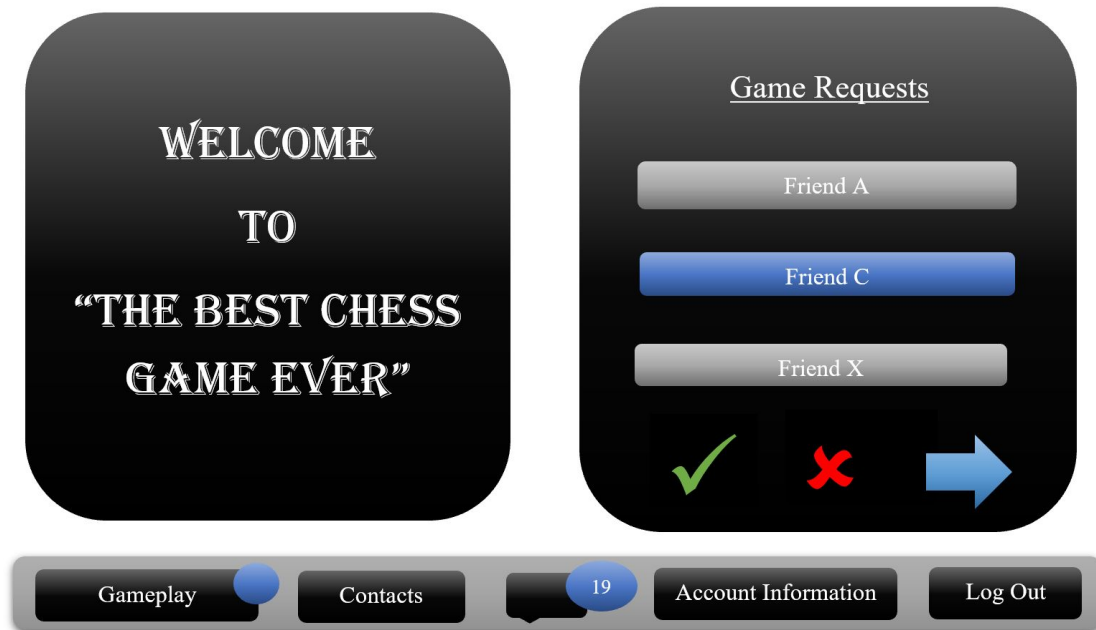 WELCOME
TO
“THE BEST CHESS
GAME EVER”
Game Requests
Friend A
Friend C
Friend X
Gameplay
Contacts
19
Account Information
Log Out